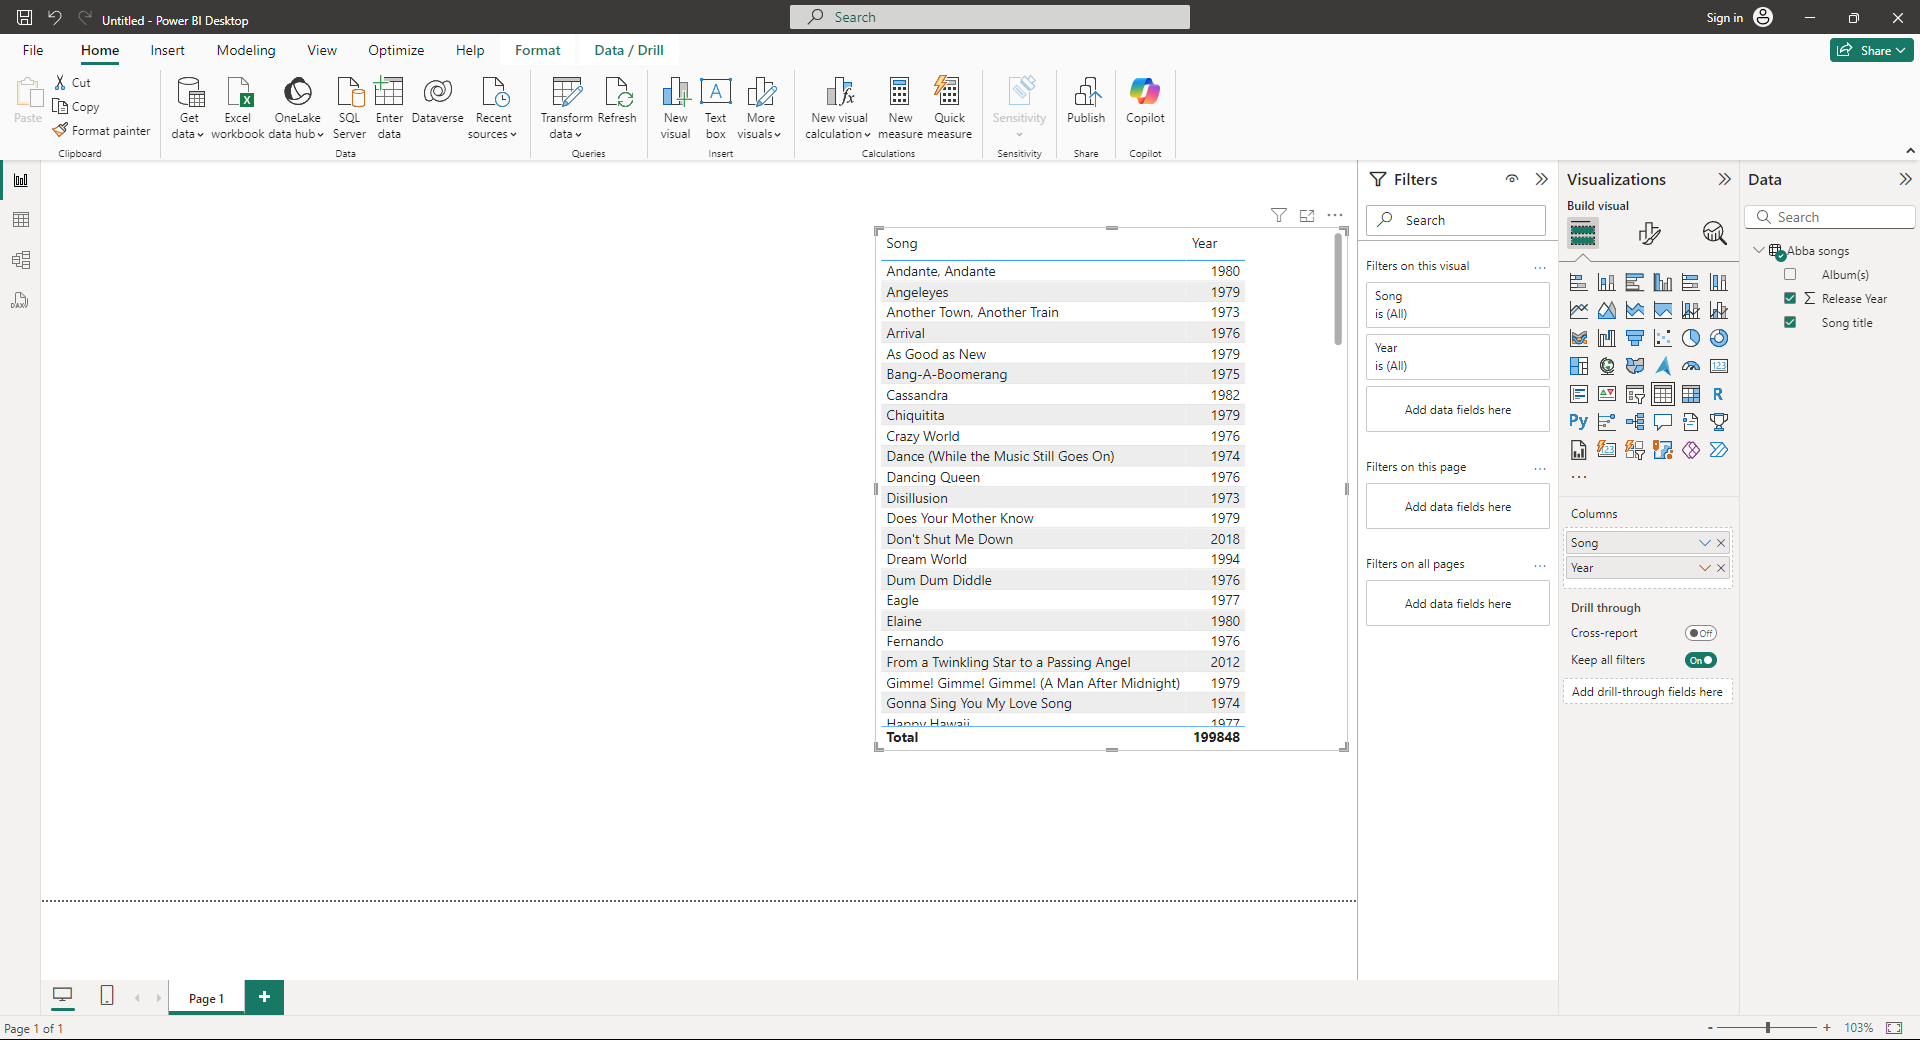 Untitled - Power BI Desktop
Search
Sign in
File Home Insert Modeling View Optimize Help Format Data / Drill
Share
Paste
Cut
Copy
Format painter
Clipboard
Get data
Excel workbook
OneLake data hub
SQL Server
Enter data
Dataverse
Recent sources
Data
Transform data
Refresh
Queries
New visual
Text box
More visuals
Insert
New visual calculation
New measure
Quick measure
Calculations
Sensitivity
Sensitivity
Publish
Share
Copilot
Copilot
Song Year
Andante, Andante 1980
Angeleyes 1979
Another Town, Another Train 1973
Arrival 1976
As Good as New 1979
Bang-A-Boomerang 1975
Cassandra 1982
Chiquitita 1979
Crazy World 1976
Dance (While the Music Still Goes On) 1974
Dancing Queen 1976
Disillusion 1973
Does Your Mother Know 1979
Don't Shut Me Down 2018
Dream World 1994
Dum Dum Diddle 1976
Eagle 1977
Elaine 1980
Fernando 1976
From a Twinkling Star to a Passing Angel 2012
Gimme! Gimme! Gimme! (A Man After Midnight) 1979
Gonna Sing You My Love Song 1974
Happy Hawaii 1977
Total 199848
Filters
Search
Filters on this visual
Song
is (All)
Year
is (All)
Add data fields here
Filters on this page
Add data fields here
Filters on all pages
Add data fields here
Visualizations
Build visual
R
Py
123
Columns
Song
Year
Drill through
Cross-report Off
Keep all filters On
Add drill-through fields here
Data
Search
Abba songs
Album(s)
Release Year
Song title
DAX
Page 1
Page 1 of 1
103%